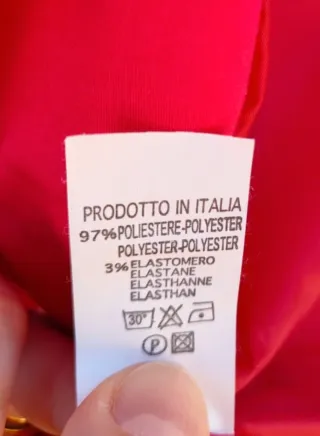 PRODOTTO IN ITALIA
97% POLIESTERE-POLYESTER
POLYESTER-POLYESTER
3% ELASTOMERO
ELASTANE
ELASTHANNE
ELASTHAN
30°
P